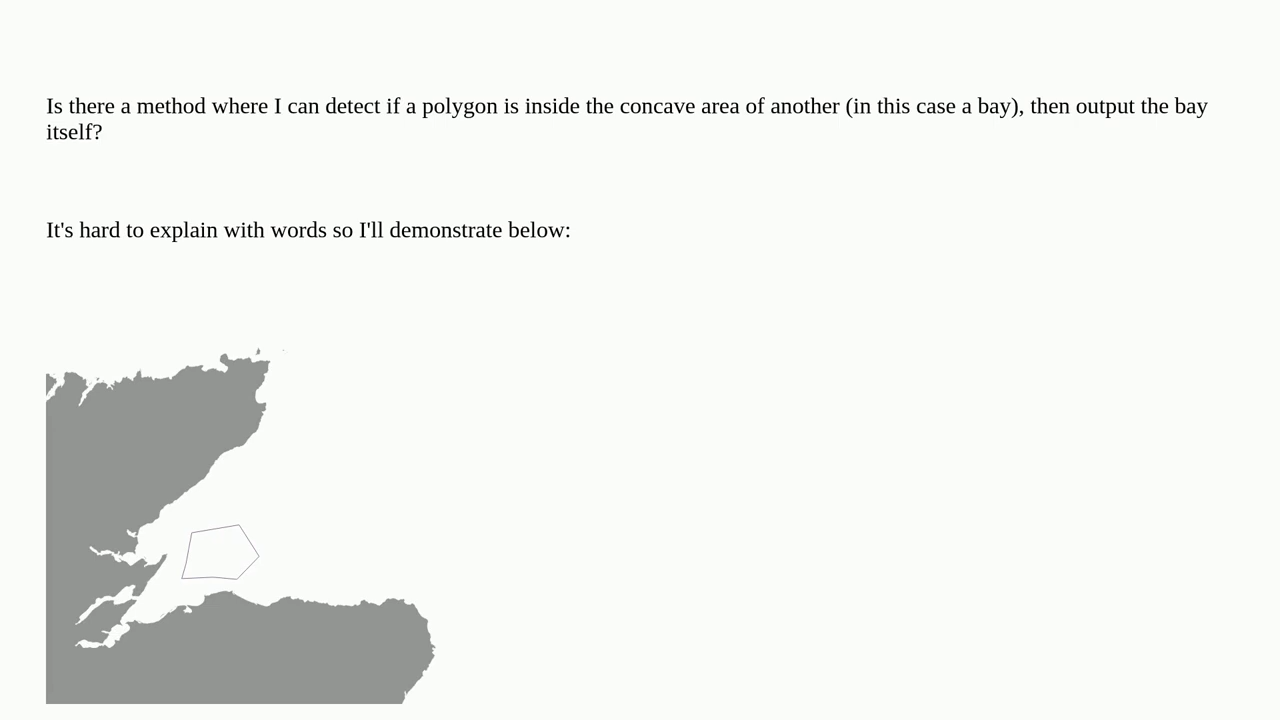 Is there a method where I can detect if a polygon is inside the concave area of another (in this case a bay), then output the bay
itself?
It's hard to explain with words so I'll demonstrate below: